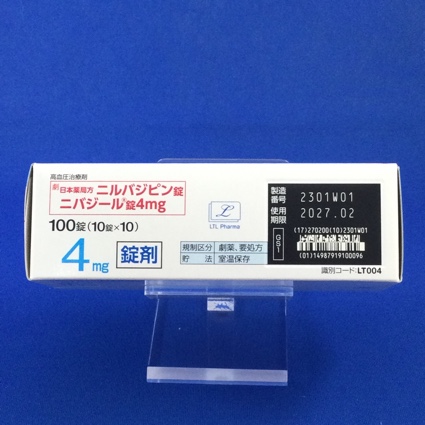 高血圧治療剤
劇 日本薬局方 ニルバジピン錠
ニバジール®錠4mg
100錠(10錠×10)
4mg 錠剤
L
LTL Pharma
規制区分 劇薬、要処方
貯法 室温保存
製造番号 2301W01
使用期限 2027.02
GS1
(17)270200(10)2301W01
(01)14987919100096
識別コード:LT004